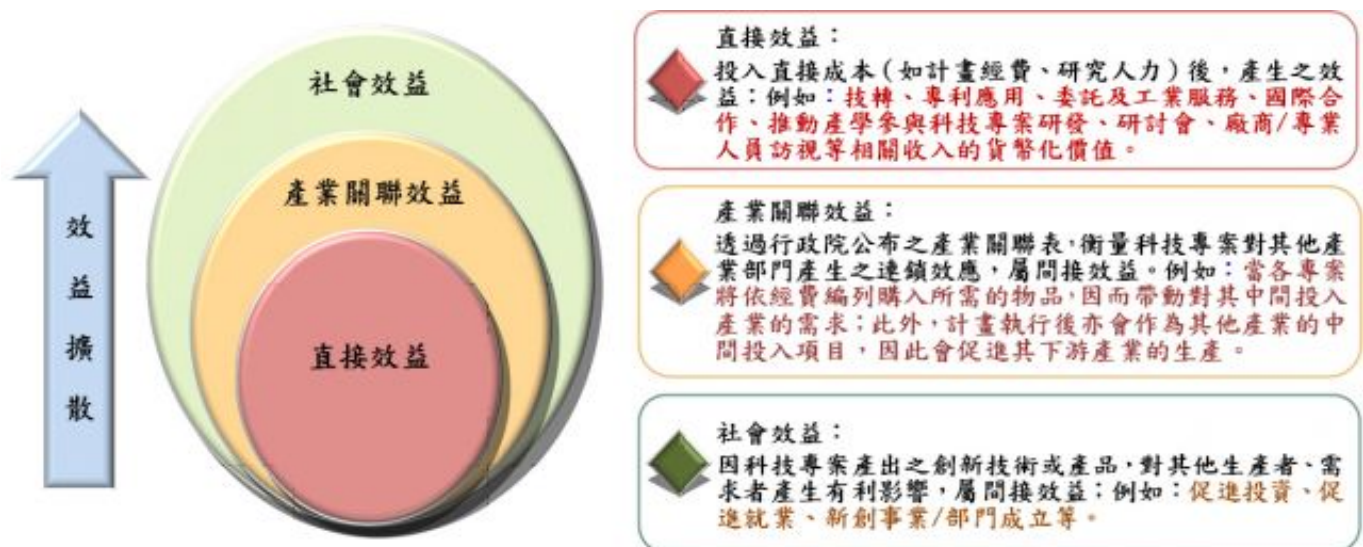 社會效益
產業關聯效益
直接效益
效益擴散
直接效益：
投入直接成本(如計畫經費、研究人力)後，產生之效
益：例如：技轉、專利應用、委託及工業服務、國際合
作、推動產學參與科技專案研發、研討會、廠商/專業
人員訪視等相關收入的貨幣化價值。
產業關聯效益：
透過行政院公布之產業關聯表，衡量科技專案對其他產
業部門產生之連鎖效應，屬間接效益。例如：當各專案
將依經費編列購入所需的物品，因而帶動對其中間投入
產業的需求；此外，計畫執行後亦會作為其他產業的中
間投入項目，因此會促進其下游產業的生產。
社會效益：
因科技專案產出之創新技術或產品，對其他生產者、需
求者產生有利影響，屬間接效益；例如：促進投資、促
進就業、新創事業/部門成立等。